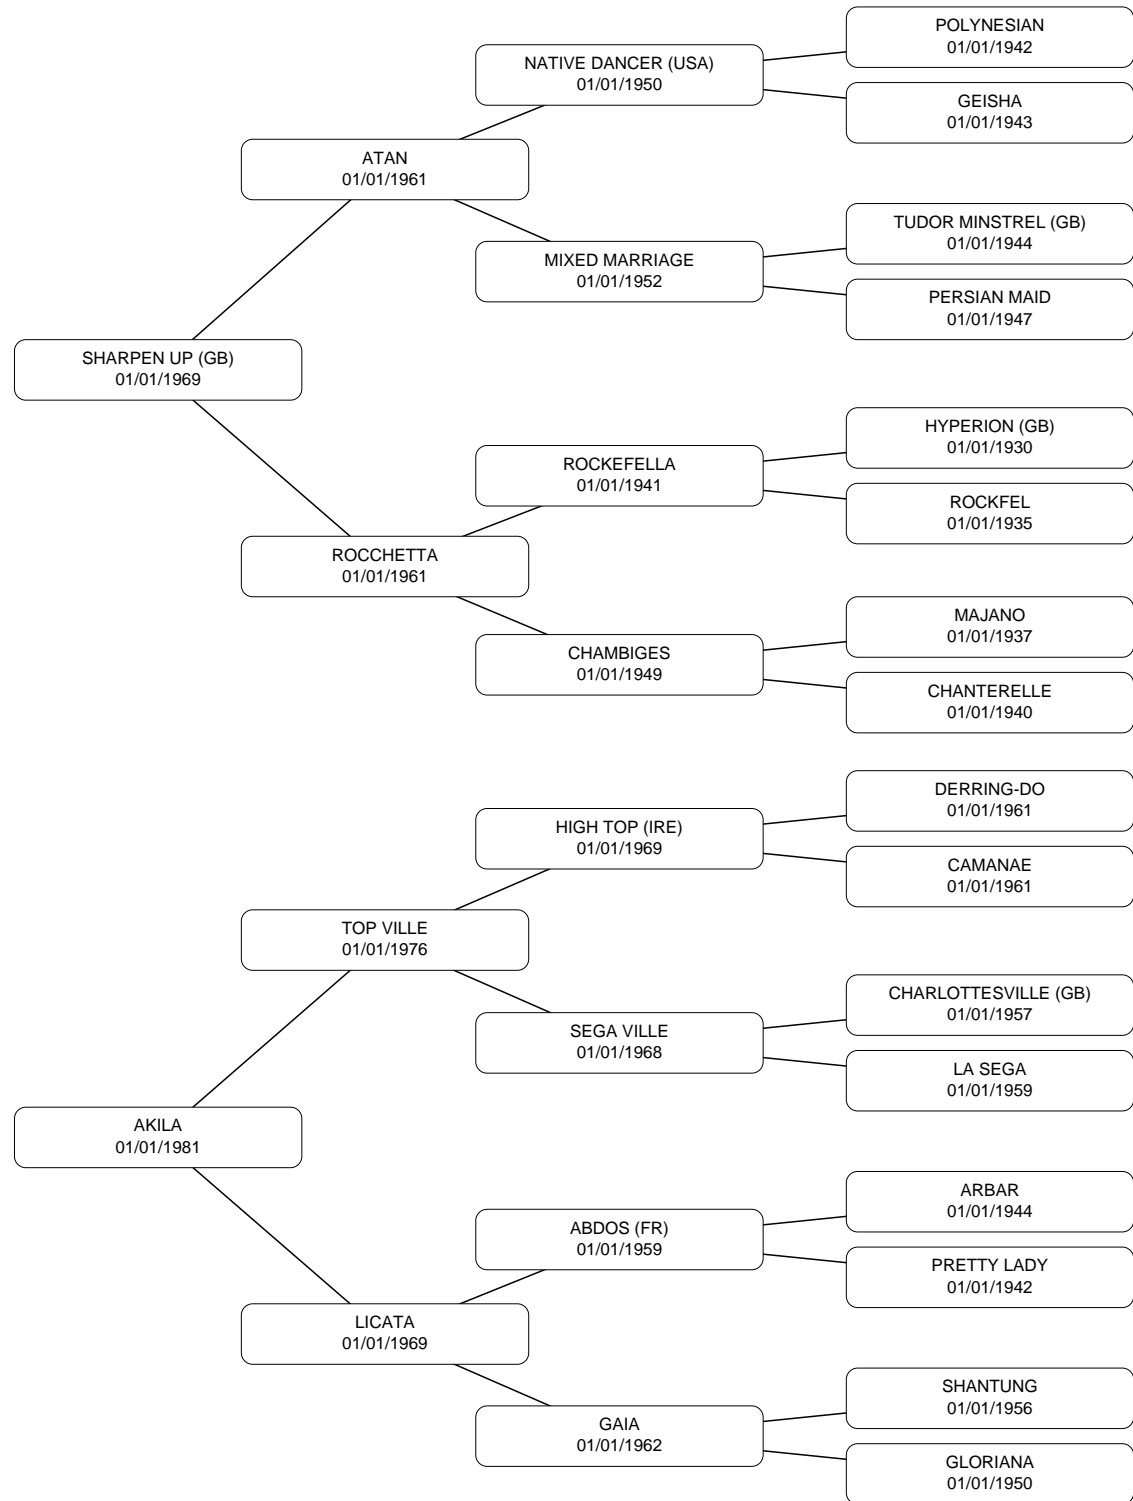 POLYNESIAN
01/01/1942
NATIVE DANCER (USA)
01/01/1950
GEISHA
01/01/1943
ATAN
01/01/1961
TUDOR MINSTREL (GB)
01/01/1944
MIXED MARRIAGE
01/01/1952
PERSIAN MAID
01/01/1947
SHARPEN UP (GB)
01/01/1969
HYPERION (GB)
01/01/1930
ROCKEFELLA
01/01/1941
ROCKFEL
01/01/1935
ROCCHETTA
01/01/1961
MAJANO
01/01/1937
CHAMBIGES
01/01/1949
CHANTERELLE
01/01/1940
DERRING-DO
01/01/1961
HIGH TOP (IRE)
01/01/1969
CAMANAE
01/01/1961
TOP VILLE
01/01/1976
CHARLOTTESVILLE (GB)
01/01/1957
SEGA VILLE
01/01/1968
LA SEGA
01/01/1959
AKILA
01/01/1981
ARBAR
01/01/1944
ABDOS (FR)
01/01/1959
PRETTY LADY
01/01/1942
LICATA
01/01/1969
SHANTUNG
01/01/1956
GAIA
01/01/1962
GLORIANA
01/01/1950